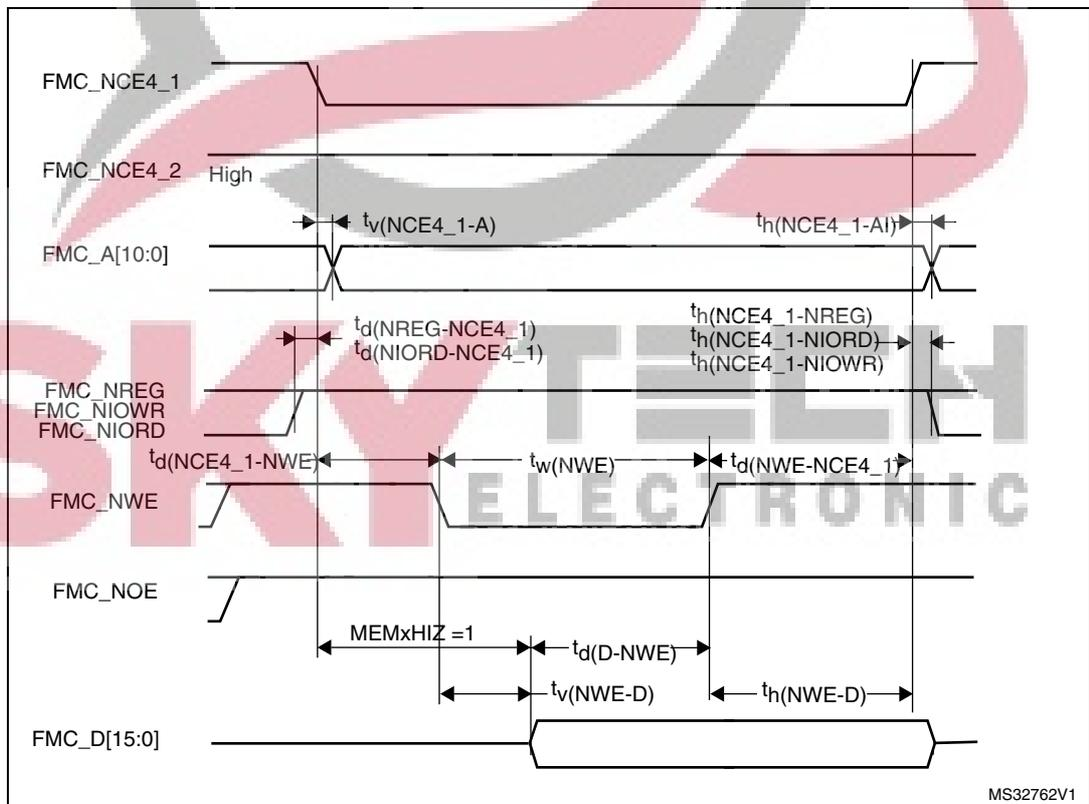 FMC_NCE4_1
FMC_NCE4_2
High
tv(NCE4_1-A)
th(NCE4_1-AI)
FMC_A[10:0]
td(NREG-NCE4_1)
td(NIORD-NCE4_1)
th(NCE4_1-NREG)
th(NCE4_1-NIORD)
th(NCE4_1-NIOWR)
FMC_NREG
FMC_NIOWR
FMC_NIORD
td(NCE4_1-NWE)
tw(NWE)
td(NWE-NCE4_1)
FMC_NWE
SKYTECH
ELECTRONIC
FMC_NOE
MEMxHIZ =1
td(D-NWE)
tv(NWE-D)
th(NWE-D)
FMC_D[15:0]
MS32762V1